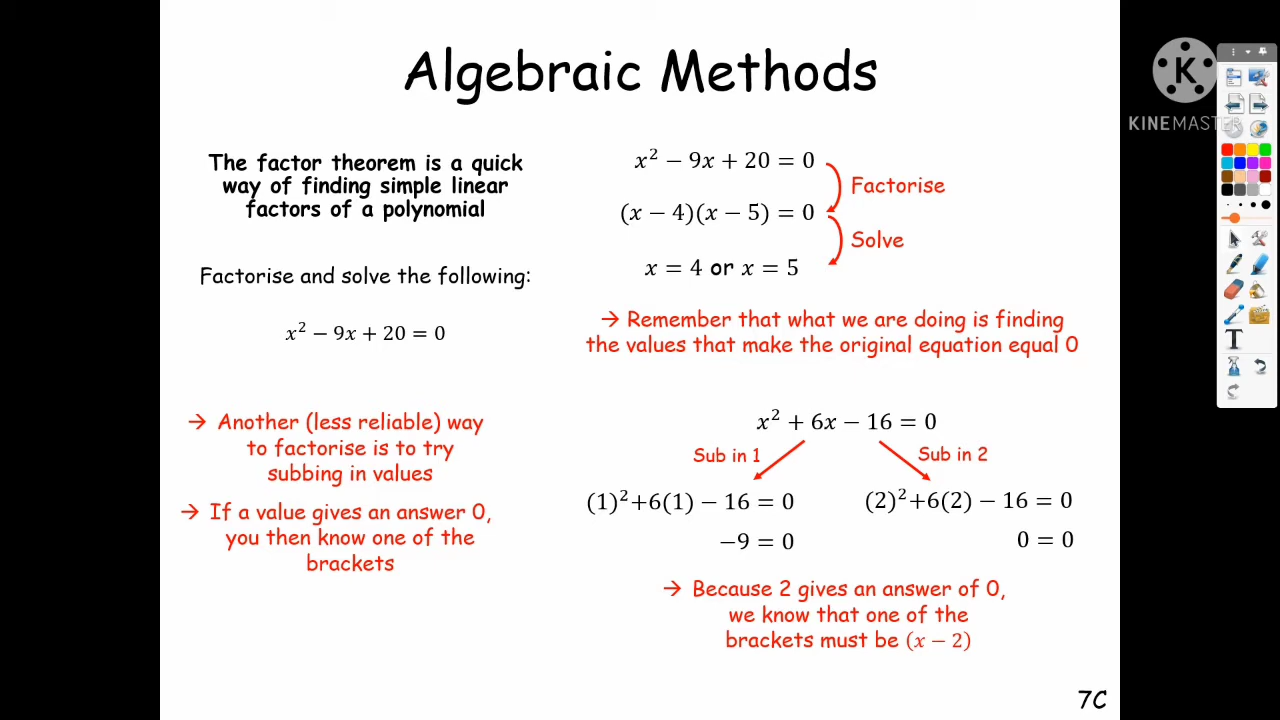 Algebraic Methods
The factor theorem is a quick
way of finding simple linear
factors of a polynomial
Factorise and solve the following:
x² − 9x + 20 = 0
→ Another (less reliable) way
to factorise is to try
subbing in values
→ If a value gives an answer 0,
you then know one of the
brackets
x² − 9x + 20 = 0
Factorise
(x − 4)(x − 5) = 0
Solve
x = 4 or x = 5
→ Remember that what we are doing is finding
the values that make the original equation equal 0
x² + 6x − 16 = 0
Sub in 1
Sub in 2
(1)²+6(1) − 16 = 0
(2)²+6(2) − 16 = 0
−9 = 0
0 = 0
→ Because 2 gives an answer of 0,
we know that one of the
brackets must be (x − 2)
7C
K
KINEMASTER
T